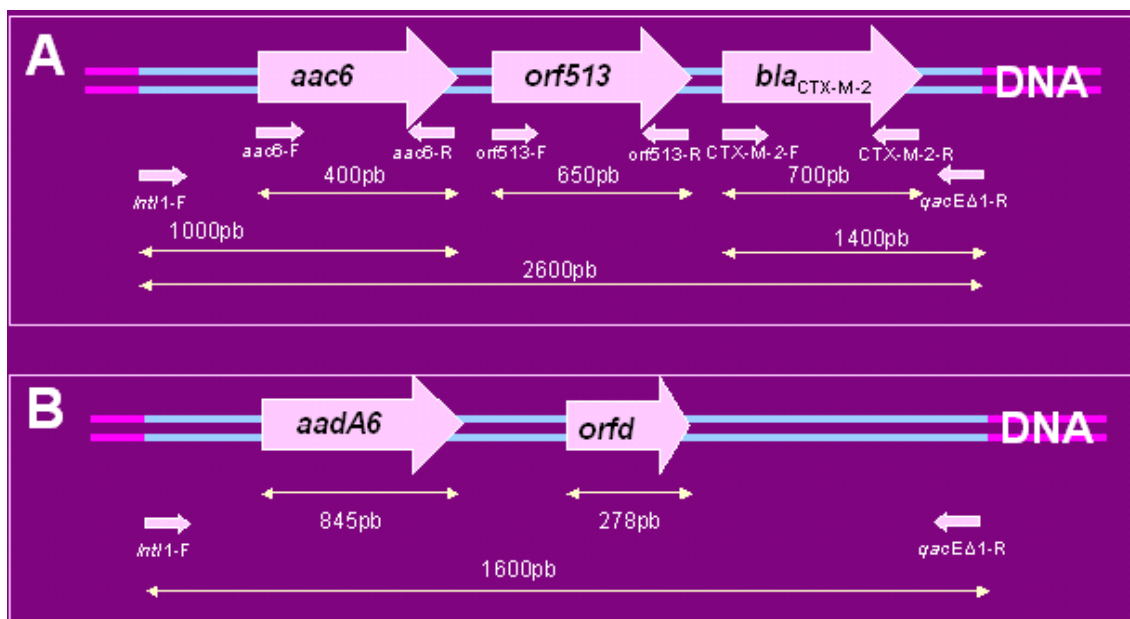 A
aac6 orf513 blaCTX-M-2 DNA
aac6-F aac6-R orf513-F orf513-R CTX-M-2-F CTX-M-2-R
400pb 650pb 700pb
IntI1-F qacEΔ1-R
1000pb 1400pb
2600pb
B
aadA6 orfd DNA
845pb 278pb
IntI1-F qacEΔ1-R
1600pb